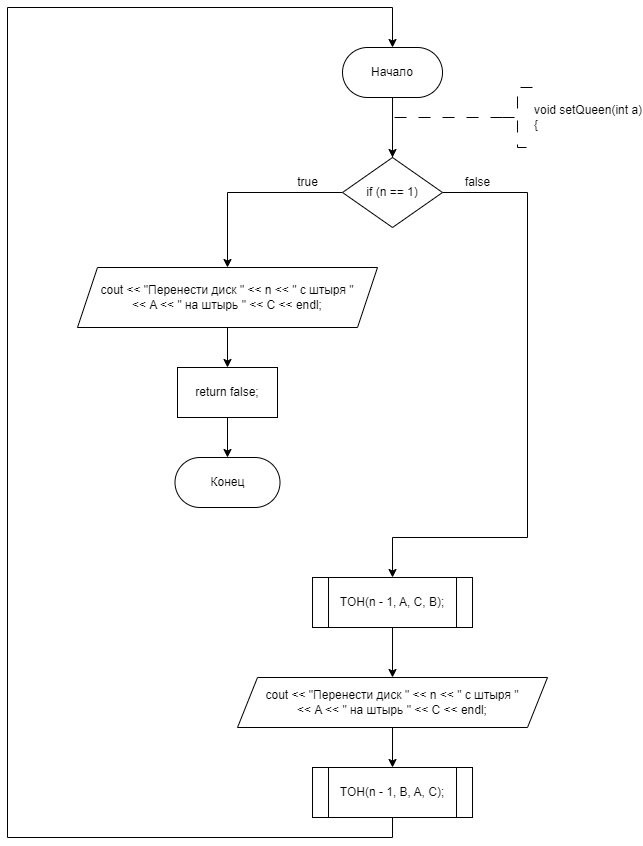 Начало
void setQueen(int a)
{
if (n == 1)
true
false
cout << "Перенести диск " << n << " с штыря "
<< A << " на штырь " << C << endl;
return false;
Конец
TOH(n - 1, A, C, B);
cout << "Перенести диск " << n << " с штыря "
<< A << " на штырь " << C << endl;
TOH(n - 1, B, A, C);